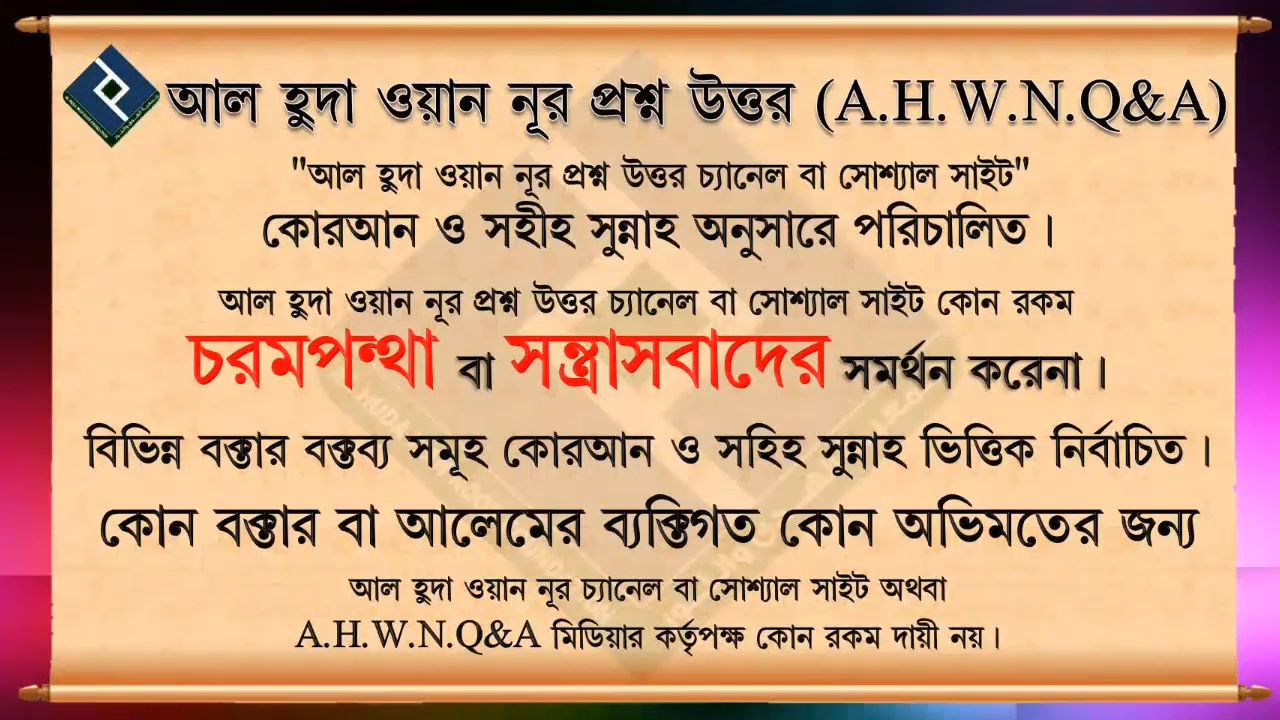 আল হুদা ওয়ান নূর প্রশ্ন উত্তর (A.H.W.N.Q&A)
"আল হুদা ওয়ান নূর প্রশ্ন উত্তর চ্যানেল বা সোশ্যাল সাইট"
কোরআন ও সহীহ সুন্নাহ অনুসারে পরিচালিত।
আল হুদা ওয়ান নূর প্রশ্ন উত্তর চ্যানেল বা সোশ্যাল সাইট কোন রকম
চরমপন্থা বা সন্ত্রাসবাদের সমর্থন করেনা।
বিভিন্ন বক্তার বক্তব্য সমূহ কোরআন ও সহিহ সুন্নাহ ভিত্তিক নির্বাচিত।
কোন বক্তার বা আলেমের ব্যক্তিগত কোন অভিমতের জন্য
আল হুদা ওয়ান নূর চ্যানেল বা সোশ্যাল সাইট অথবা
A.H.W.N.Q&A মিডিয়ার কর্তৃপক্ষ কোন রকম দায়ী নয়।